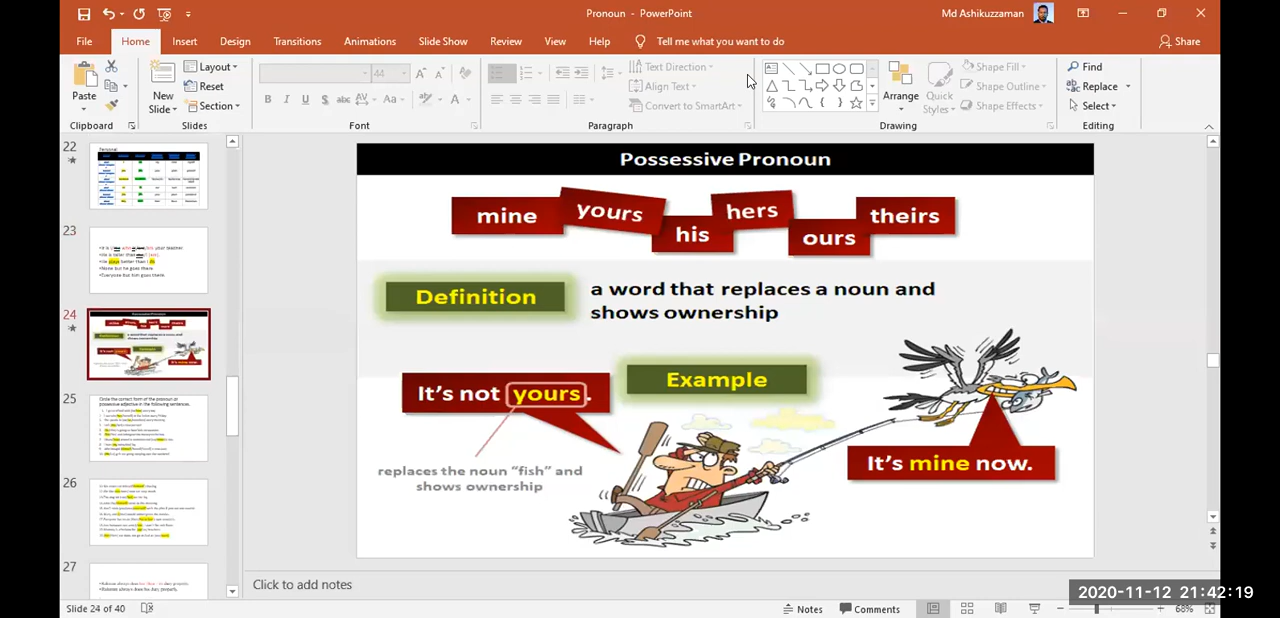 Pronoun - PowerPoint
Md Ashikuzzaman
File Home Insert Design Transitions Animations Slide Show Review View Help Tell me what you want to do Share
Paste
Clipboard
New Slide
Layout
Reset
Section
Slides
44
B I U S abc AV Aa A
Font
Text Direction
Align Text
Convert to SmartArt
Paragraph
Arrange
Quick Styles
Shape Fill
Shape Outline
Shape Effects
Drawing
Find
Replace
Select
Editing
22
23
24
25
26
27
Possessive Pronoun
mine yours his hers ours theirs
Definition
a word that replaces a noun and
shows ownership
Example
It's not yours.
replaces the noun "fish" and
shows ownership
It's mine now.
Click to add notes
2020-11-12 21:42:19
Slide 24 of 40
Notes
Comments
68%